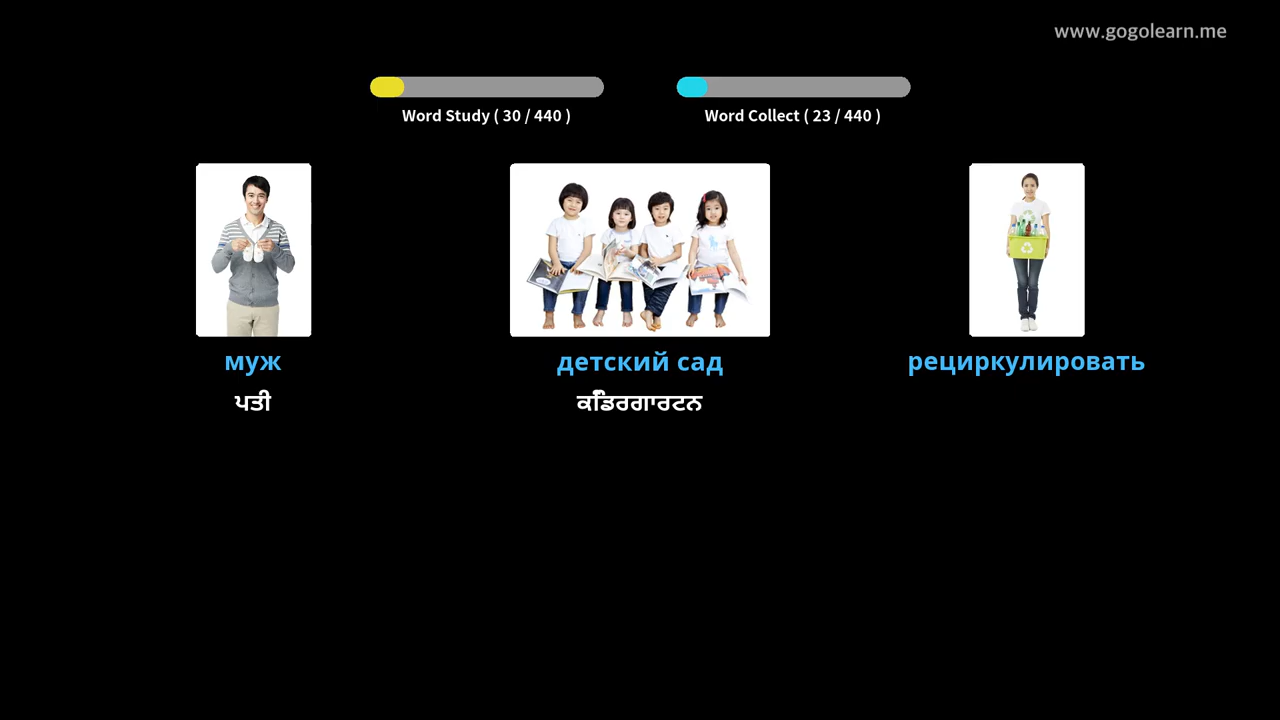 www.gogolearn.me
Word Study ( 30 / 440 )
Word Collect ( 23 / 440 )
муж
детский сад
рециркулировать
ਪਤੀ
ਕਿੰਡਰਗਾਰਟਨ